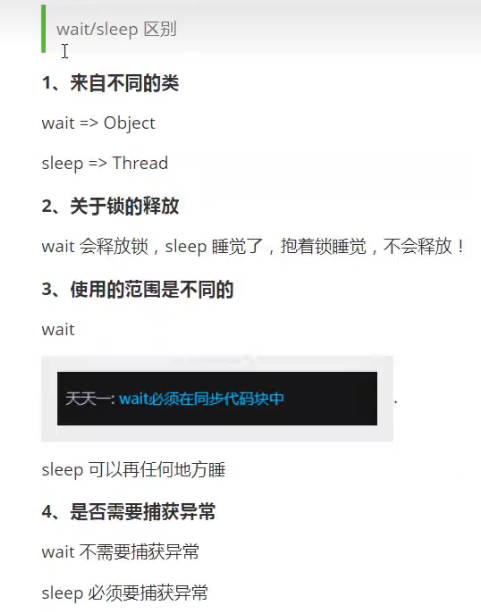 wait/sleep 区别
1、来自不同的类
wait => Object
sleep => Thread
2、关于锁的释放
wait 会释放锁，sleep 睡觉了，抱着锁睡觉，不会释放！
3、使用的范围是不同的
wait
天天一: wait必须在同步代码块中
.
sleep 可以再任何地方睡
4、是否需要捕获异常
wait 不需要捕获异常
sleep 必须要捕获异常